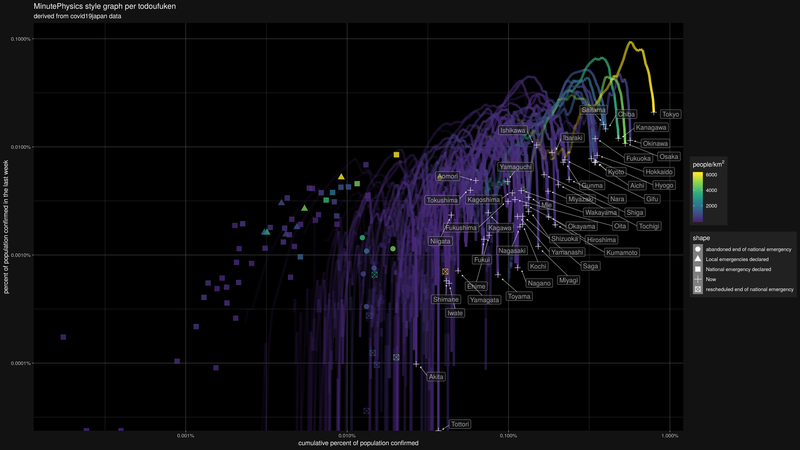 MinutePhysics style graph per todoufuken
derived from covid19japan data
percent of population confirmed in the last week
0.1000%
0.0100%
0.0010%
0.0001%
0.001%
0.010%
0.100%
1.000%
cumulative percent of population confirmed
Saitama
Chiba
Tokyo
Ishikawa
Ibaraki
Kanagawa
Okinawa
Osaka
Fukuoka
Yamaguchi
Kyoto
Hokkaido
Aomori
Gunma
Aichi
Hyogo
Tokushima
Kagoshima
Mie
Miyazaki
Nara
Gifu
Wakayama
Shiga
Fukushima
Kagawa
Okayama
Oita
Tochigi
Niigata
Shizuoka
Hiroshima
Nagasaki
Yamanashi
Kumamoto
Fukui
Kochi
Saga
Ehime
Nagano
Miyagi
Shimane
Yamagata
Toyama
Iwate
Akita
Tottori
people/km²
6000
4000
2000
shape
abandoned end of national emergency
Local emergencies declared
National emergency declared
Now
rescheduled end of national emergency